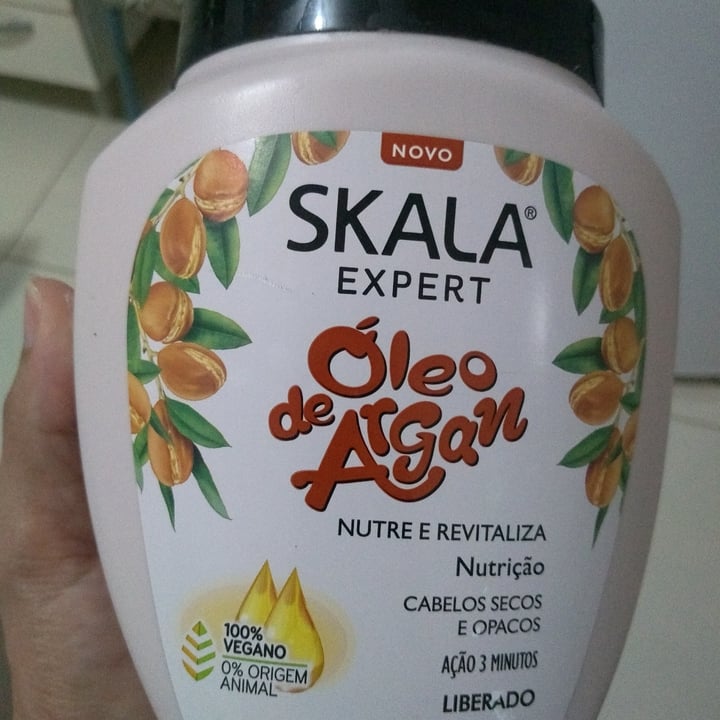 NOVO
SKALA®
EXPERT
Óleo
de Argan
NUTRE E REVITALIZA
Nutrição
CABELOS SECOS
E OPACOS
AÇÃO 3 MINUTOS
LIBERADO
100%
VEGANO
0% ORIGEM
ANIMAL